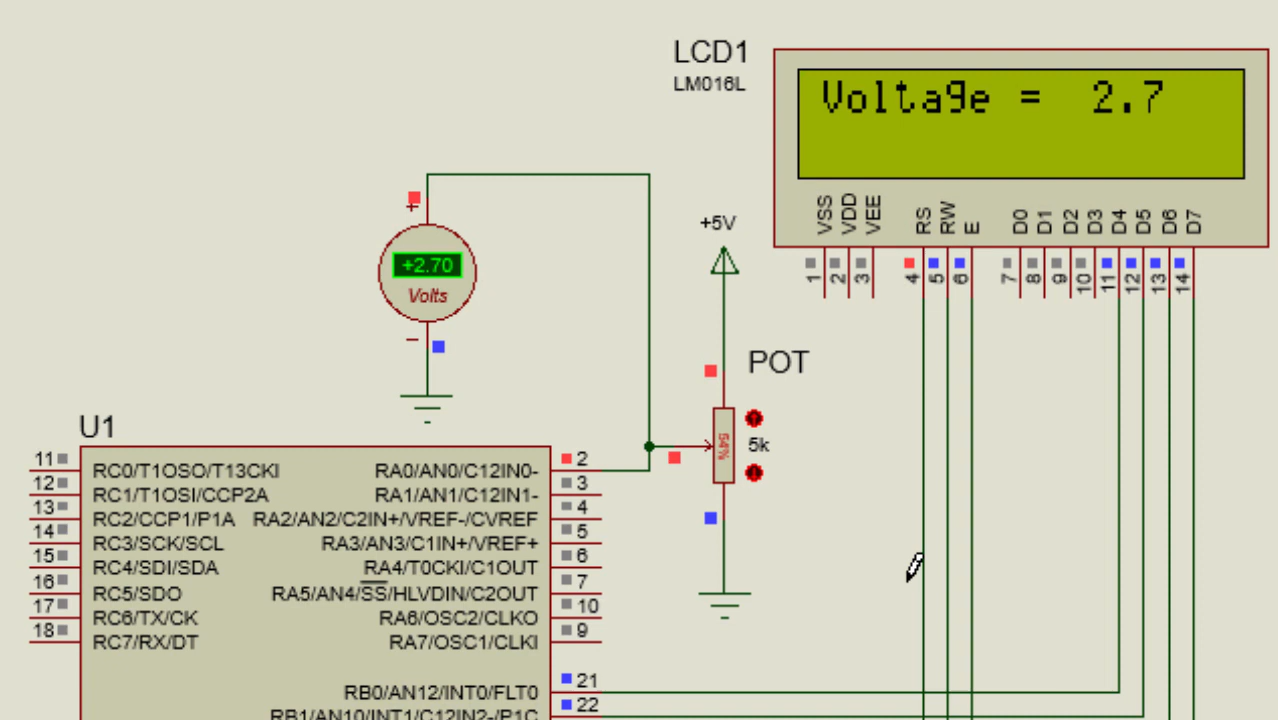 LCD1
LM016L
Voltage = 2.7
VSS
VDD
VEE
RS
RW
E
D0
D1
D2
D3
D4
D5
D6
D7
1
2
3
4
5
6
7
8
9
10
11
12
13
14
+5V
+
+2.70
Volts
−
POT
54%
5k
U1
11 RC0/T1OSO/T13CKI RA0/AN0/C12IN0- 2
12 RC1/T1OSI/CCP2A RA1/AN1/C12IN1- 3
13 RC2/CCP1/P1A RA2/AN2/C2IN+/VREF-/CVREF 4
14 RC3/SCK/SCL RA3/AN3/C1IN+/VREF+ 5
15 RC4/SDI/SDA RA4/T0CKI/C1OUT 6
16 RC5/SDO RA5/AN4/SS/HLVDIN/C2OUT 7
17 RC6/TX/CK RA6/OSC2/CLKO 10
18 RC7/RX/DT RA7/OSC1/CLKI 9
RB0/AN12/INT0/FLT0 21
RB1/AN10/INT1/C12IN2-/P1C 22